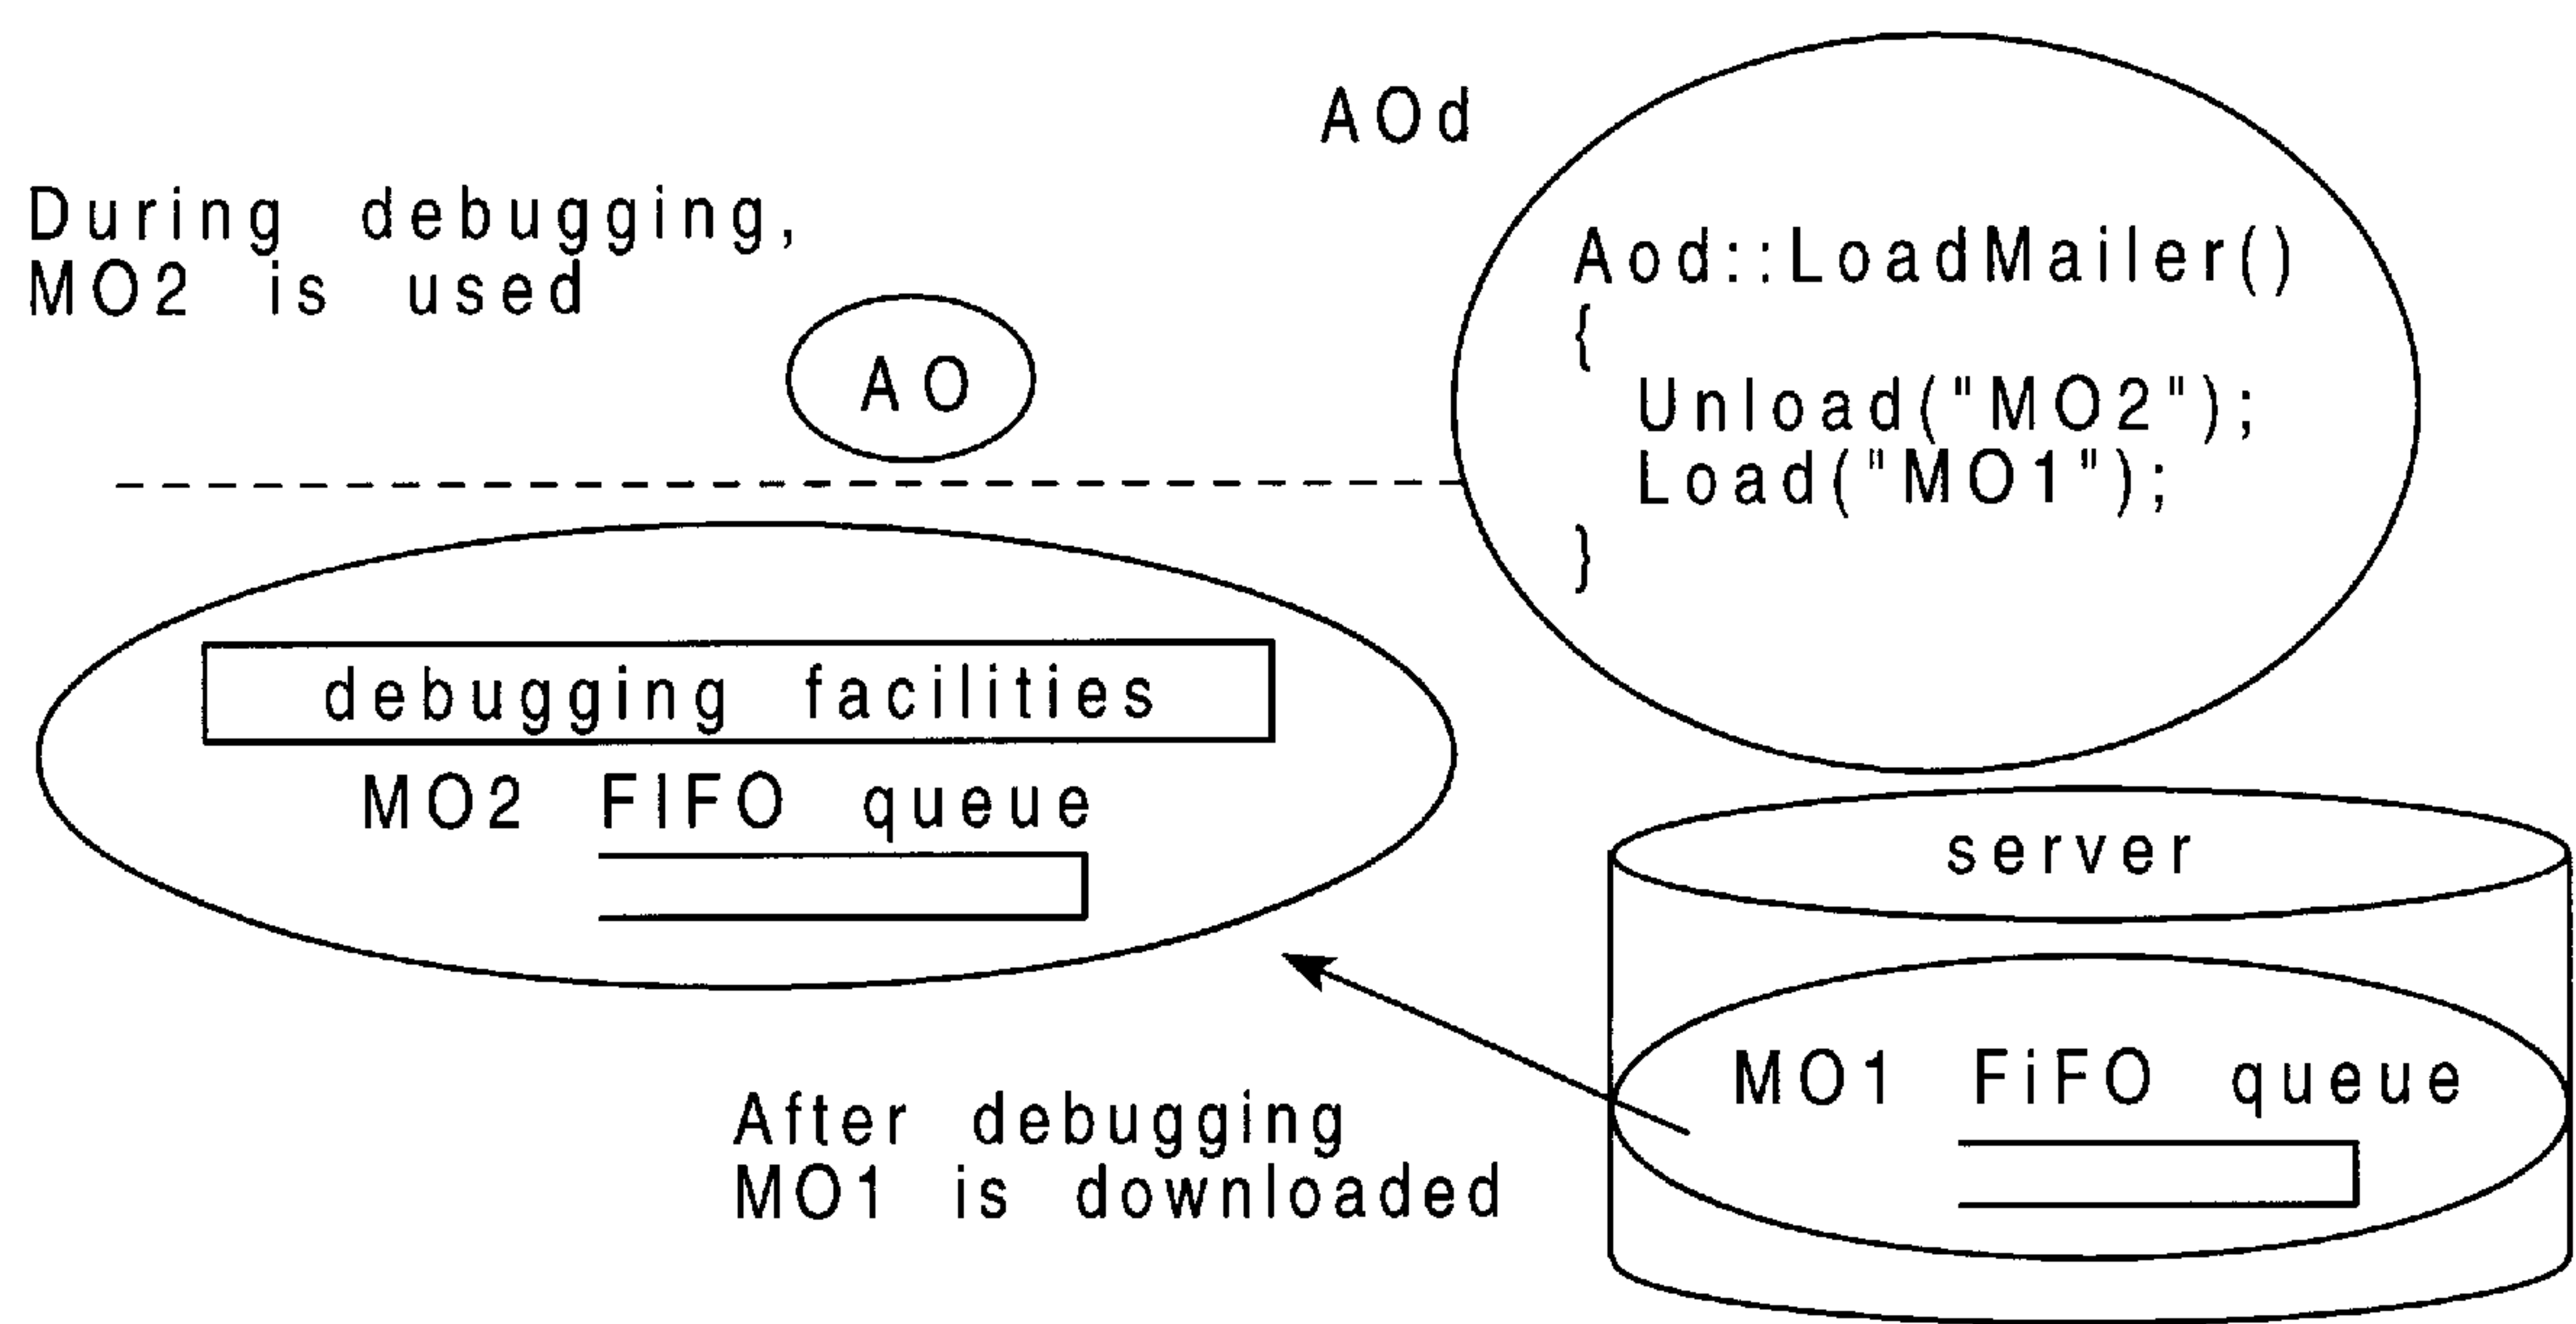 AOd
During debugging,
MO2 is used
AO
Aod::LoadMailer()
{
Unload("MO2");
Load("MO1");
}
debugging facilities
MO2 FIFO queue
server
MO1 FiFO queue
After debugging
MO1 is downloaded